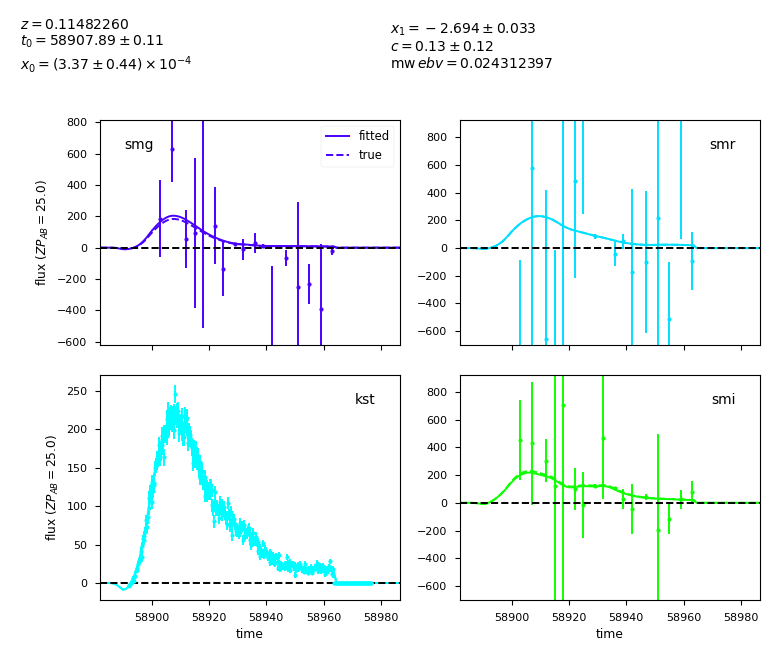 z = 0.11482260
t₀ = 58907.89 ± 0.11
x₀ = (3.37 ± 0.44) × 10⁻⁴
x₁ = −2.694 ± 0.033
c = 0.13 ± 0.12
mw ebv = 0.024312397
800
600
400
200
0
−200
−400
−600
flux (ZP_AB = 25.0)
smg
fitted
true
800
600
400
200
0
−200
−400
−600
smr
250
200
150
100
50
0
flux (ZP_AB = 25.0)
kst
58900 58920 58940 58960 58980
time
800
600
400
200
0
−200
−400
−600
smi
58900 58920 58940 58960 58980
time